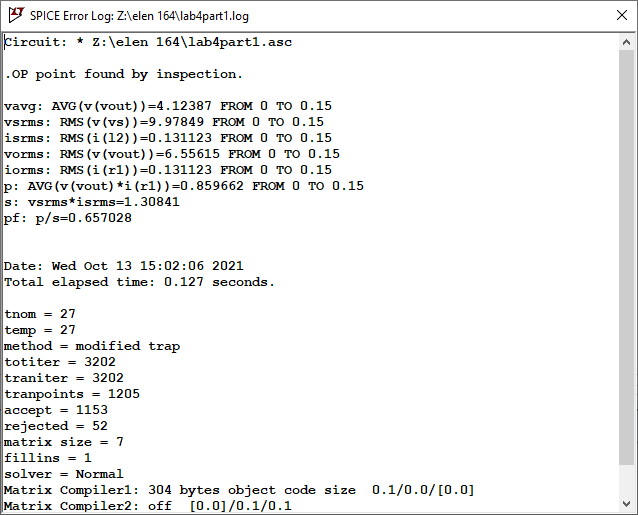 SPICE Error Log: Z:\elen 164\lab4part1.log
Circuit: * Z:\elen 164\lab4part1.asc
.OP point found by inspection.
vavg: AVG(v(vout))=4.12387 FROM 0 TO 0.15
vsrms: RMS(v(vs))=9.97849 FROM 0 TO 0.15
isrms: RMS(i(l2))=0.131123 FROM 0 TO 0.15
vorms: RMS(v(vout))=6.55615 FROM 0 TO 0.15
iorms: RMS(i(r1))=0.131123 FROM 0 TO 0.15
p: AVG(v(vout)*i(r1))=0.859662 FROM 0 TO 0.15
s: vsrms*isrms=1.30841
pf: p/s=0.657028
Date: Wed Oct 13 15:02:06 2021
Total elapsed time: 0.127 seconds.
tnom = 27
temp = 27
method = modified trap
totiter = 3202
traniter = 3202
tranpoints = 1205
accept = 1153
rejected = 52
matrix size = 7
fillins = 1
solver = Normal
Matrix Compiler1: 304 bytes object code size  0.1/0.0/[0.0]
Matrix Compiler2: off  [0.0]/0.1/0.1